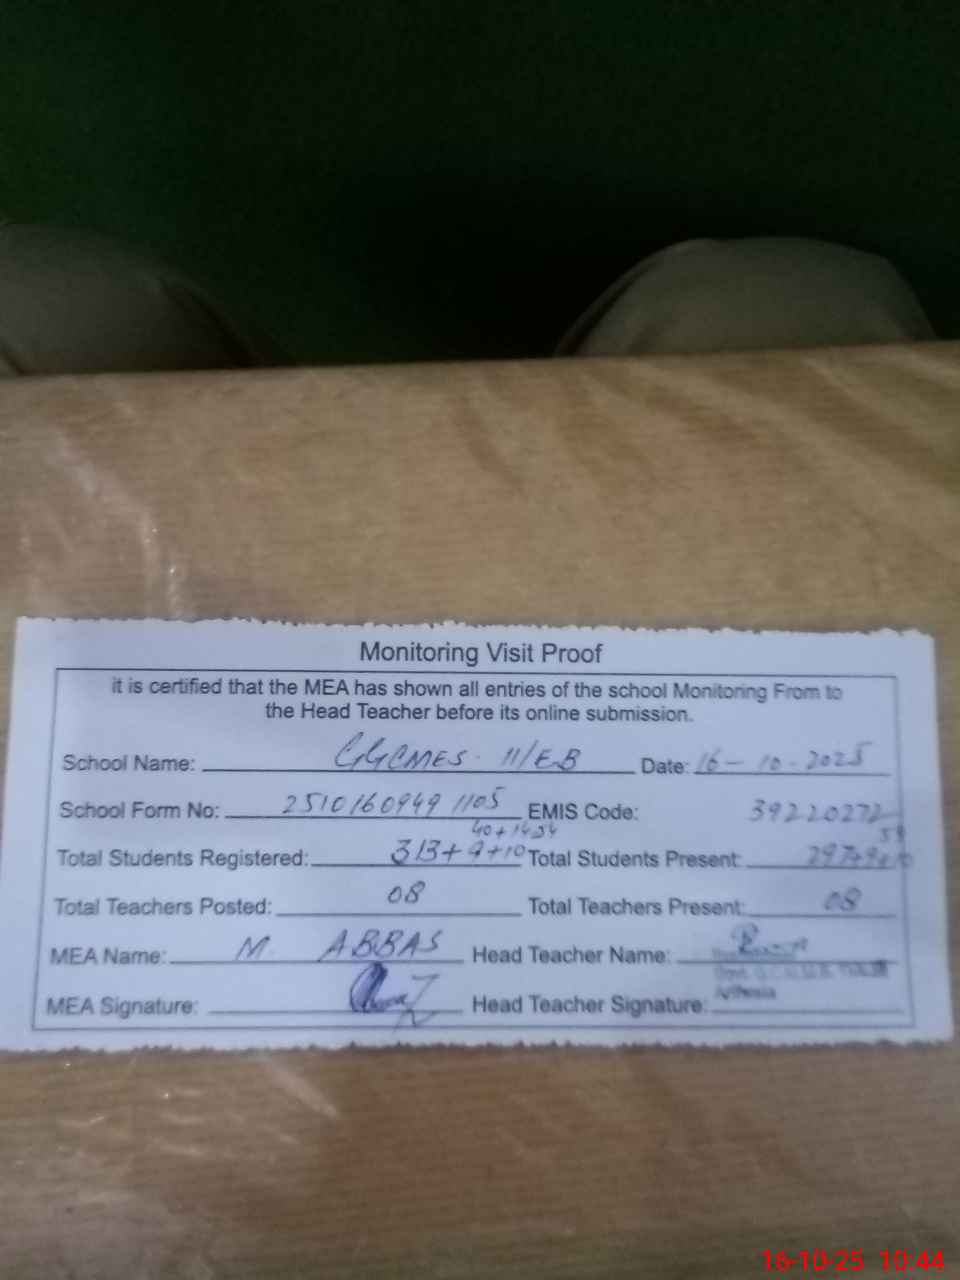 Monitoring Visit Proof
it is certified that the MEA has shown all entries of the school Monitoring From to
the Head Teacher before its online submission.
School Name: GGCMES. 11/EB Date: 16-10-2025
School Form No: 2510160949 1105 EMIS Code: 39220272
Total Students Registered: 313+9+10 Total Students Present:
Total Teachers Posted: 08 Total Teachers Present: 08
MEA Name: M. ABBAS Head Teacher Name:
MEA Signature: Head Teacher Signature:
Arifwala
16-10-25 10:44